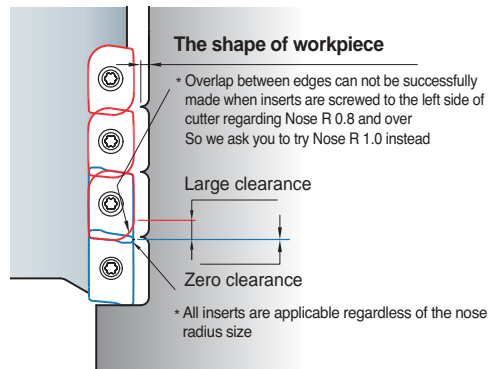 The shape of workpiece
* Overlap between edges can not be successfully
made when inserts are screwed to the left side of
cutter regarding Nose R 0.8 and over
So we ask you to try Nose R 1.0 instead
Large clearance
Zero clearance
* All inserts are applicable regardless of the nose
radius size